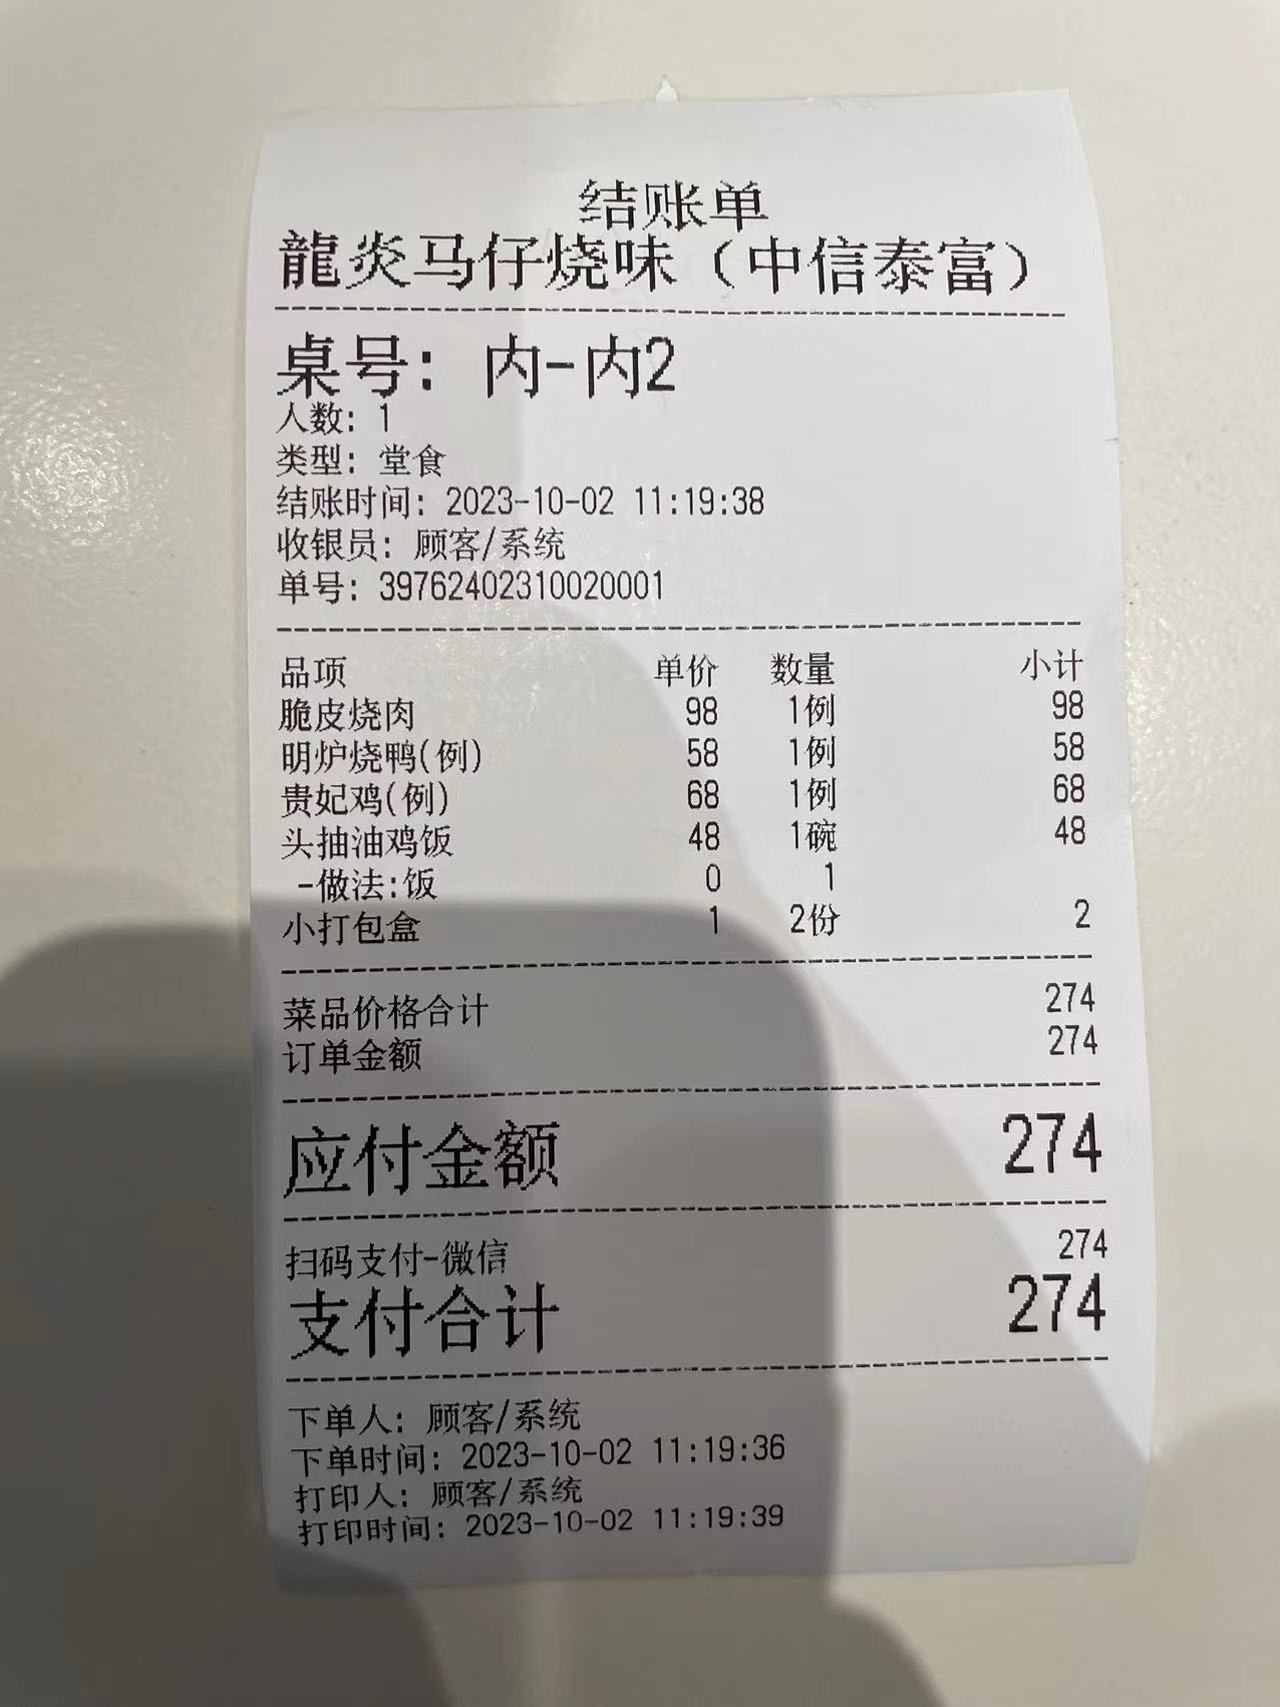 结账单
龍炎马仔烧味（中信泰富）
桌号: 内-内2
人数: 1
类型: 堂食
结账时间: 2023-10-02 11:19:38
收银员: 顾客/系统
单号: 39762402310020001
品项 单价 数量 小计
脆皮烧肉 98 1例 98
明炉烧鸭(例) 58 1例 58
贵妃鸡(例) 68 1例 68
头抽油鸡饭 48 1碗 48
-做法:饭 0 1
小打包盒 1 2份 2
菜品价格合计 274
订单金额 274
应付金额 274
扫码支付-微信 274
支付合计 274
下单人: 顾客/系统
下单时间: 2023-10-02 11:19:36
打印人: 顾客/系统
打印时间: 2023-10-02 11:19:39